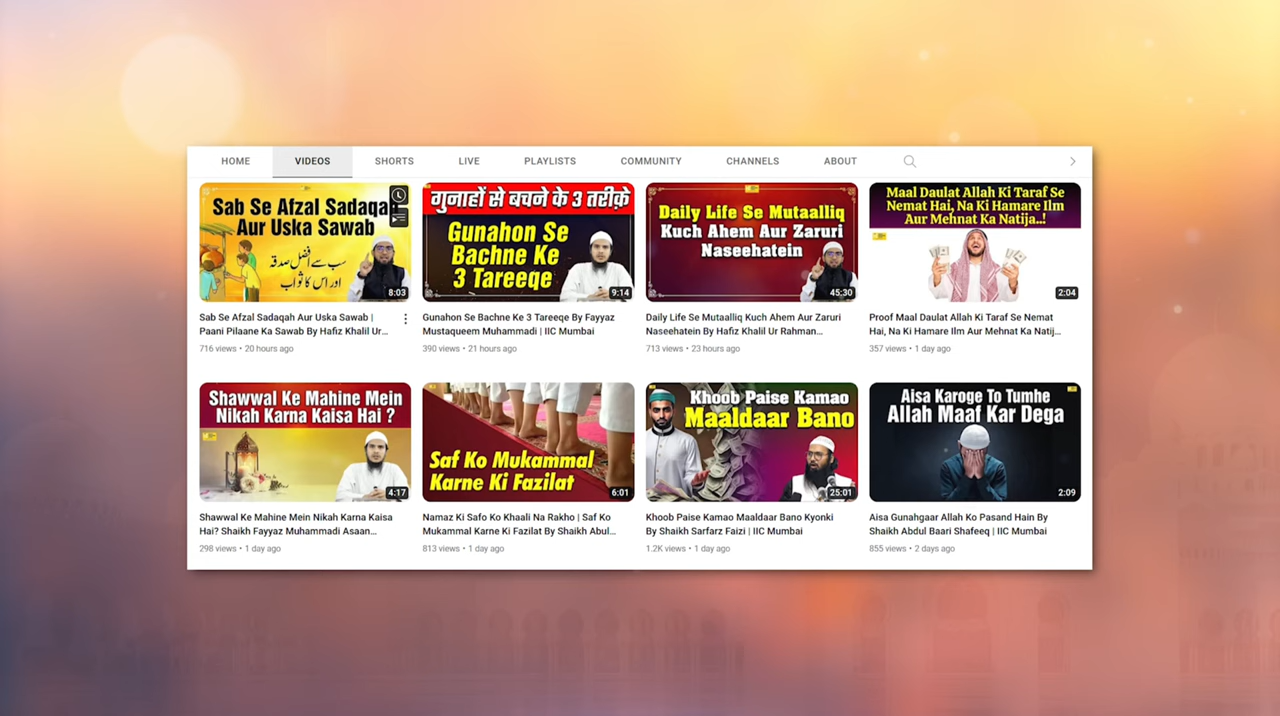 HOME VIDEOS SHORTS LIVE PLAYLISTS COMMUNITY CHANNELS ABOUT
Sab Se Afzal Sadaqah
Aur Uska Sawab
سب سے افضل صدقہ
اور اس کا ثواب
8:03
Sab Se Afzal Sadaqah Aur Uska Sawab |
Paani Pilaane Ka Sawab By Hafiz Khalil Ur...
716 views • 20 hours ago
गुनाहों से बचने के 3 तरीक़े
Gunahon Se
Bachne Ke
3 Tareeqe
9:14
Gunahon Se Bachne Ke 3 Tareeqe By Fayyaz
Mustaqueem Muhammadi | IIC Mumbai
390 views • 21 hours ago
Daily Life Se Mutaalliq
Kuch Ahem Aur Zaruri
Naseehatein
45:30
Daily Life Se Mutaalliq Kuch Ahem Aur Zaruri
Naseehatein By Hafiz Khalil Ur Rahman...
713 views • 23 hours ago
Maal Daulat Allah Ki Taraf Se
Nemat Hai, Na Ki Hamare Ilm
Aur Mehnat Ka Natija..!
2:04
Proof Maal Daulat Allah Ki Taraf Se Nemat
Hai, Na Ki Hamare Ilm Aur Mehnat Ka Natij...
357 views • 1 day ago
Shawwal Ke Mahine Mein
Nikah Karna Kaisa Hai ?
4:17
Shawwal Ke Mahine Mein Nikah Karna Kaisa
Hai? Shaikh Fayyaz Muhammadi Asaan...
298 views • 1 day ago
Saf Ko Mukammal
Karne Ki Fazilat
6:01
Namaz Ki Safo Ko Khaali Na Rakho | Saf Ko
Mukammal Karne Ki Fazilat By Shaikh Abul...
813 views • 1 day ago
Khoob Paise Kamao
Maaldaar Bano
25:01
Khoob Paise Kamao Maaldaar Bano Kyonki
By Shaikh Sarfarz Faizi | IIC Mumbai
1.2K views • 1 day ago
Aisa Karoge To Tumhe
Allah Maaf Kar Dega
2:09
Aisa Gunahgaar Allah Ko Pasand Hain By
Shaikh Abdul Baari Shafeeq | IIC Mumbai
855 views • 2 days ago